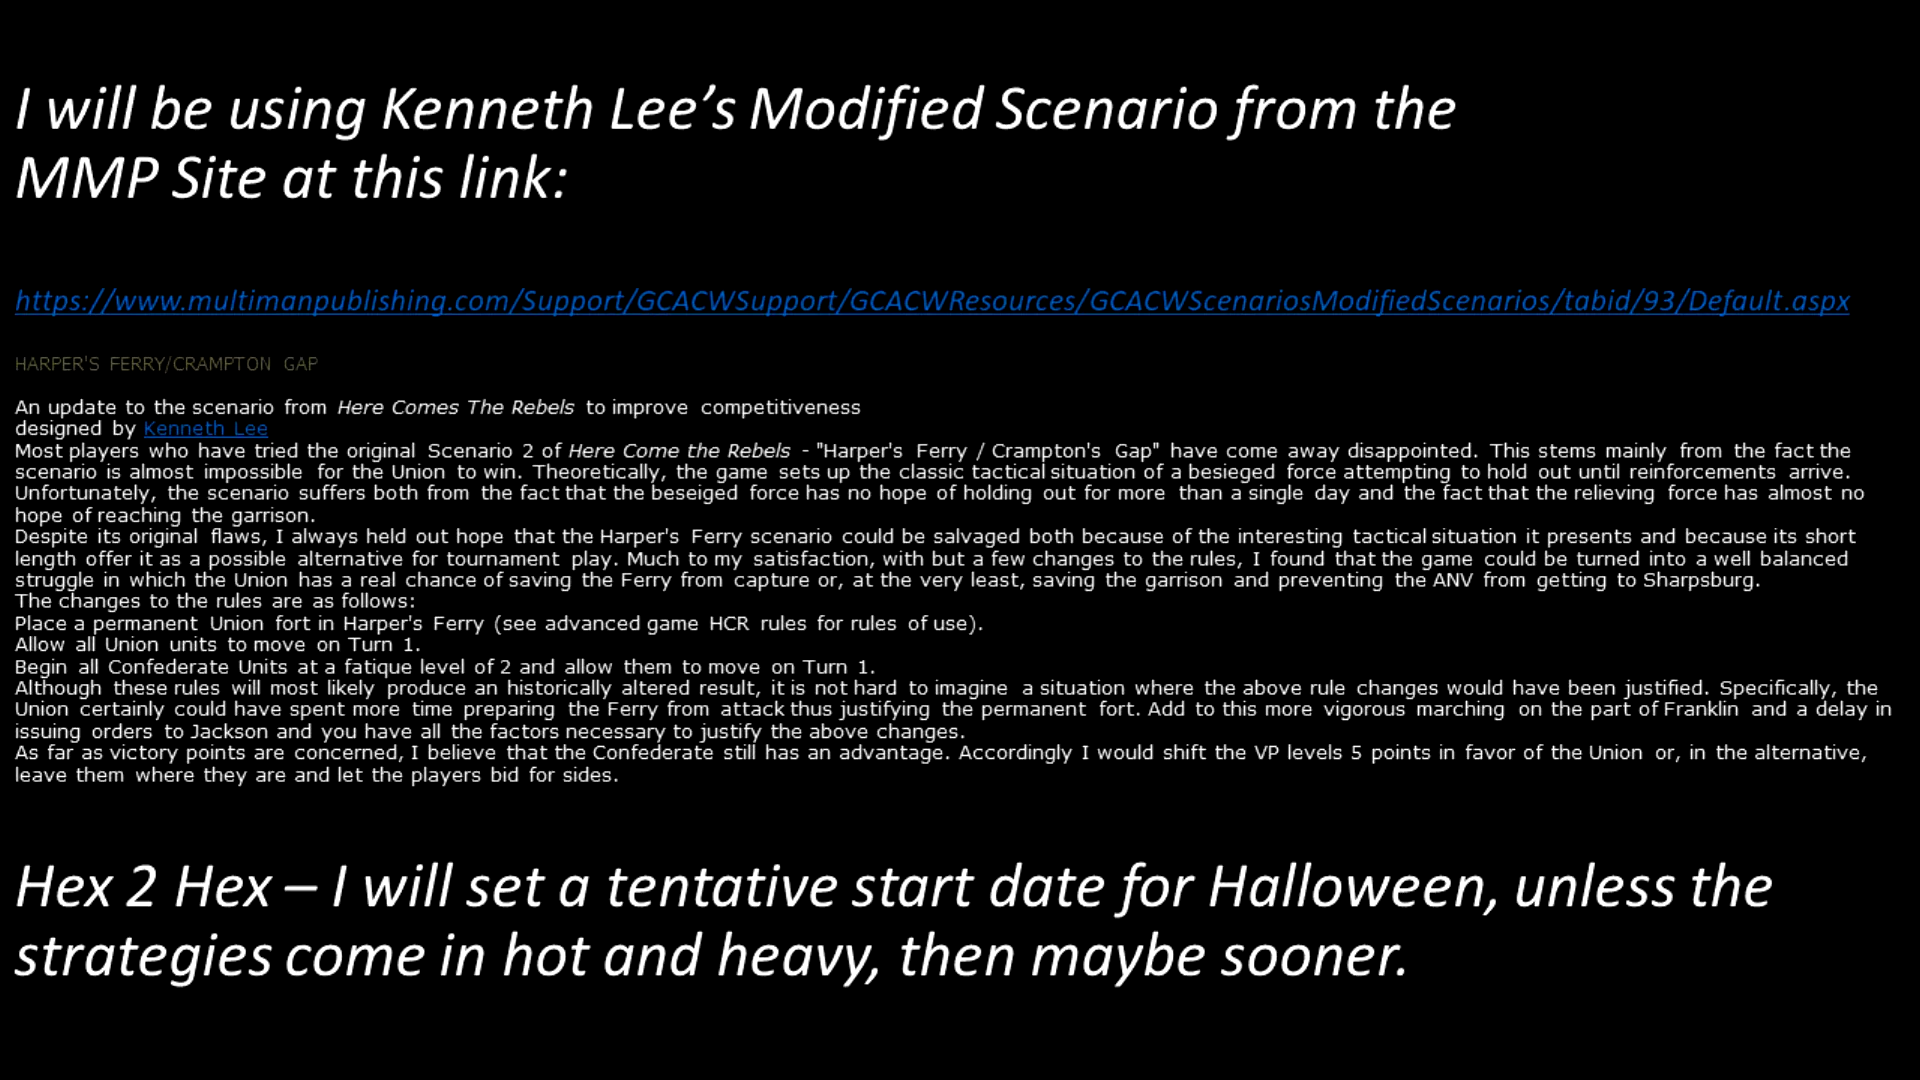 I will be using Kenneth Lee’s Modified Scenario from the
MMP Site at this link:
https://www.multimanpublishing.com/Support/GCACWSupport/GCACWResources/GCACWScenariosModifiedScenarios/tabid/93/Default.aspx
HARPER'S FERRY/CRAMPTON GAP
An update to the scenario from Here Comes The Rebels to improve competitiveness
designed by Kenneth Lee
Most players who have tried the original Scenario 2 of Here Come the Rebels - "Harper's Ferry / Crampton's Gap" have come away disappointed. This stems mainly from the fact the
scenario is almost impossible for the Union to win. Theoretically, the game sets up the classic tactical situation of a besieged force attempting to hold out until reinforcements arrive.
Unfortunately, the scenario suffers both from the fact that the beseiged force has no hope of holding out for more than a single day and the fact that the relieving force has almost no
hope of reaching the garrison.
Despite its original flaws, I always held out hope that the Harper's Ferry scenario could be salvaged both because of the interesting tactical situation it presents and because its short
length offer it as a possible alternative for tournament play. Much to my satisfaction, with but a few changes to the rules, I found that the game could be turned into a well balanced
struggle in which the Union has a real chance of saving the Ferry from capture or, at the very least, saving the garrison and preventing the ANV from getting to Sharpsburg.
The changes to the rules are as follows:
Place a permanent Union fort in Harper's Ferry (see advanced game HCR rules for rules of use).
Allow all Union units to move on Turn 1.
Begin all Confederate Units at a fatique level of 2 and allow them to move on Turn 1.
Although these rules will most likely produce an historically altered result, it is not hard to imagine a situation where the above rule changes would have been justified. Specifically, the
Union certainly could have spent more time preparing the Ferry from attack thus justifying the permanent fort. Add to this more vigorous marching on the part of Franklin and a delay in
issuing orders to Jackson and you have all the factors necessary to justify the above changes.
As far as victory points are concerned, I believe that the Confederate still has an advantage. Accordingly I would shift the VP levels 5 points in favor of the Union or, in the alternative,
leave them where they are and let the players bid for sides.
Hex 2 Hex – I will set a tentative start date for Halloween, unless the
strategies come in hot and heavy, then maybe sooner.